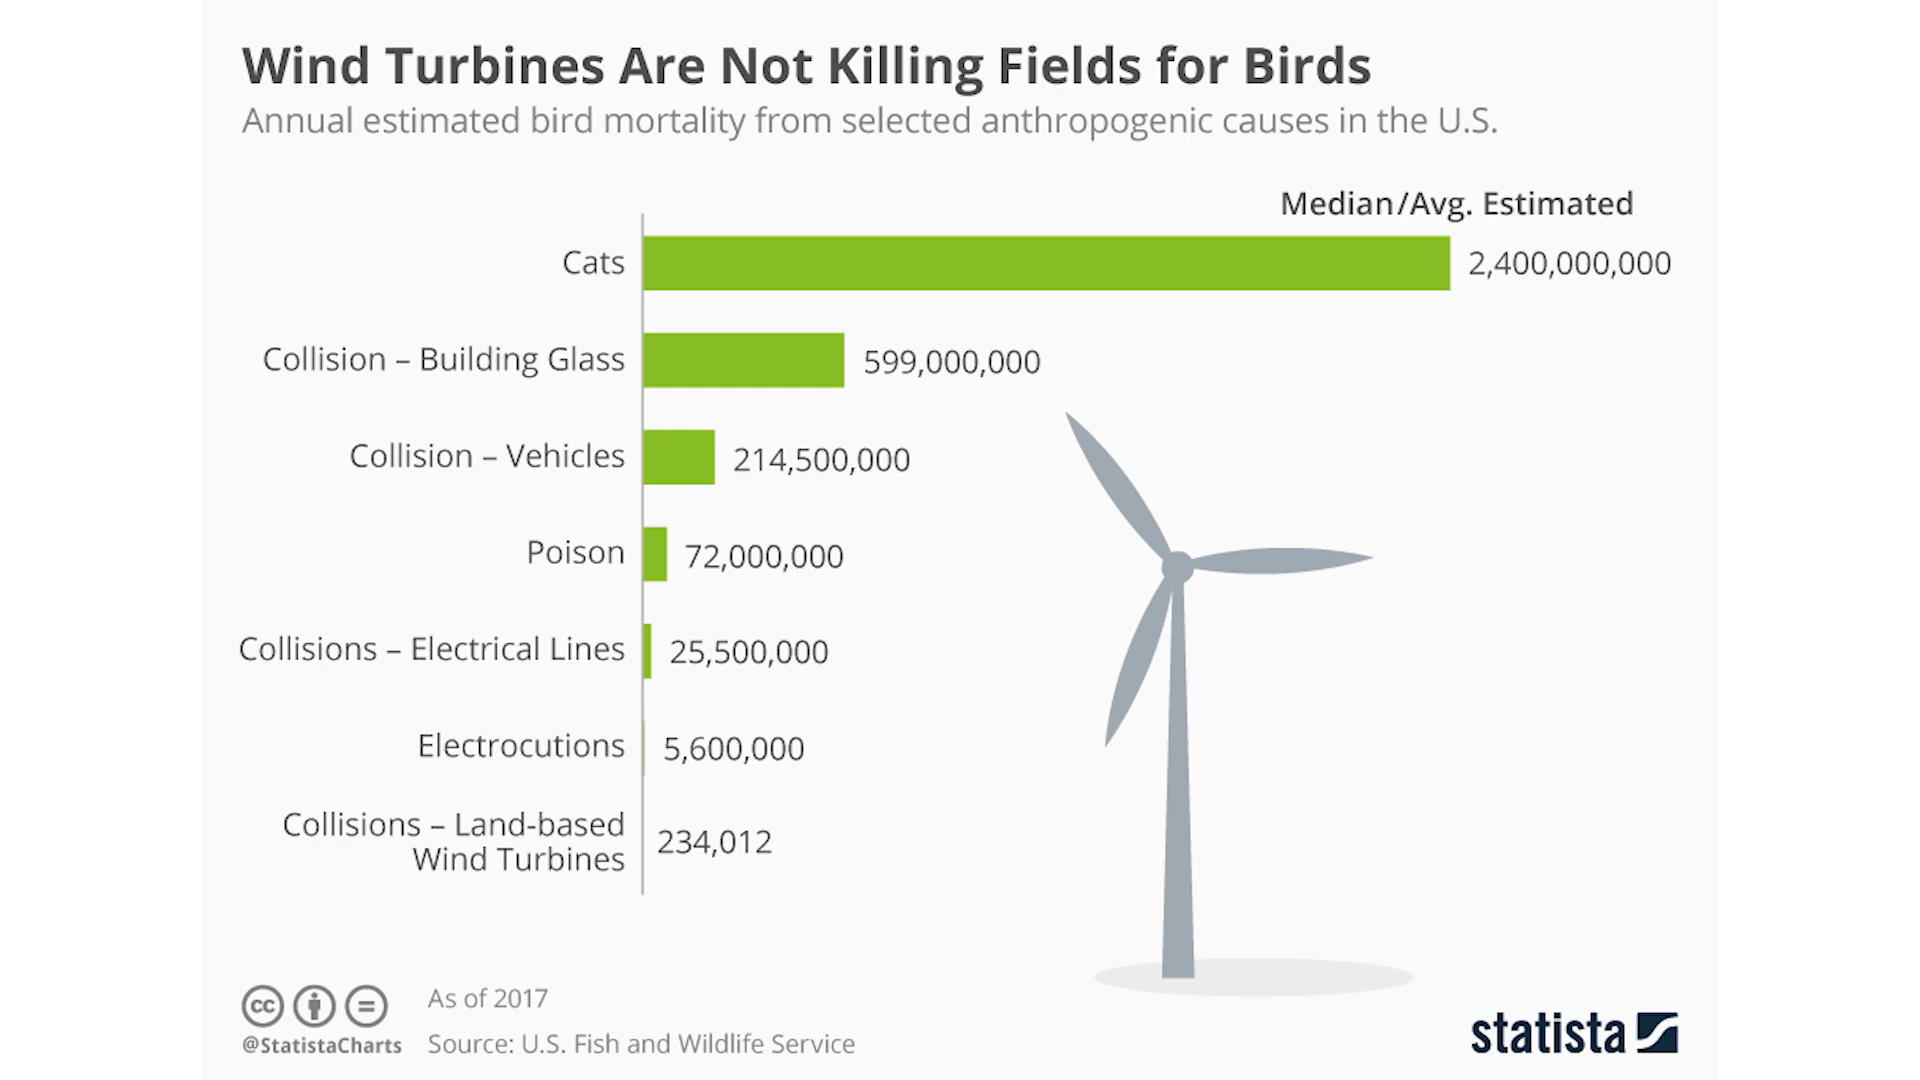 Wind Turbines Are Not Killing Fields for Birds
Annual estimated bird mortality from selected anthropogenic causes in the U.S.
Median/Avg. Estimated
Cats 2,400,000,000
Collision – Building Glass 599,000,000
Collision – Vehicles 214,500,000
Poison 72,000,000
Collisions – Electrical Lines 25,500,000
Electrocutions 5,600,000
Collisions – Land-based
Wind Turbines 234,012
cc
As of 2017
@StatistaCharts Source: U.S. Fish and Wildlife Service
statista